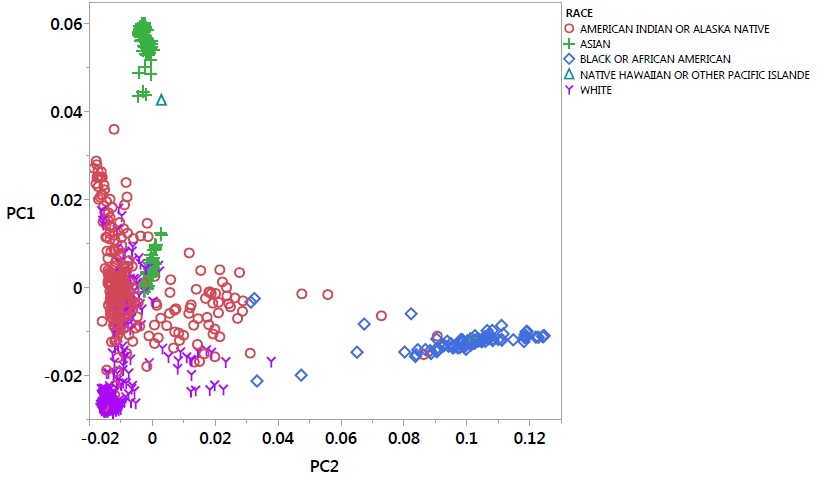 RACE
AMERICAN INDIAN OR ALASKA NATIVE
ASIAN
BLACK OR AFRICAN AMERICAN
NATIVE HAWAIIAN OR OTHER PACIFIC ISLANDE
WHITE
0.06
0.04
0.02
0
-0.02
PC1
-0.02 0 0.02 0.04 0.06 0.08 0.1 0.12
PC2